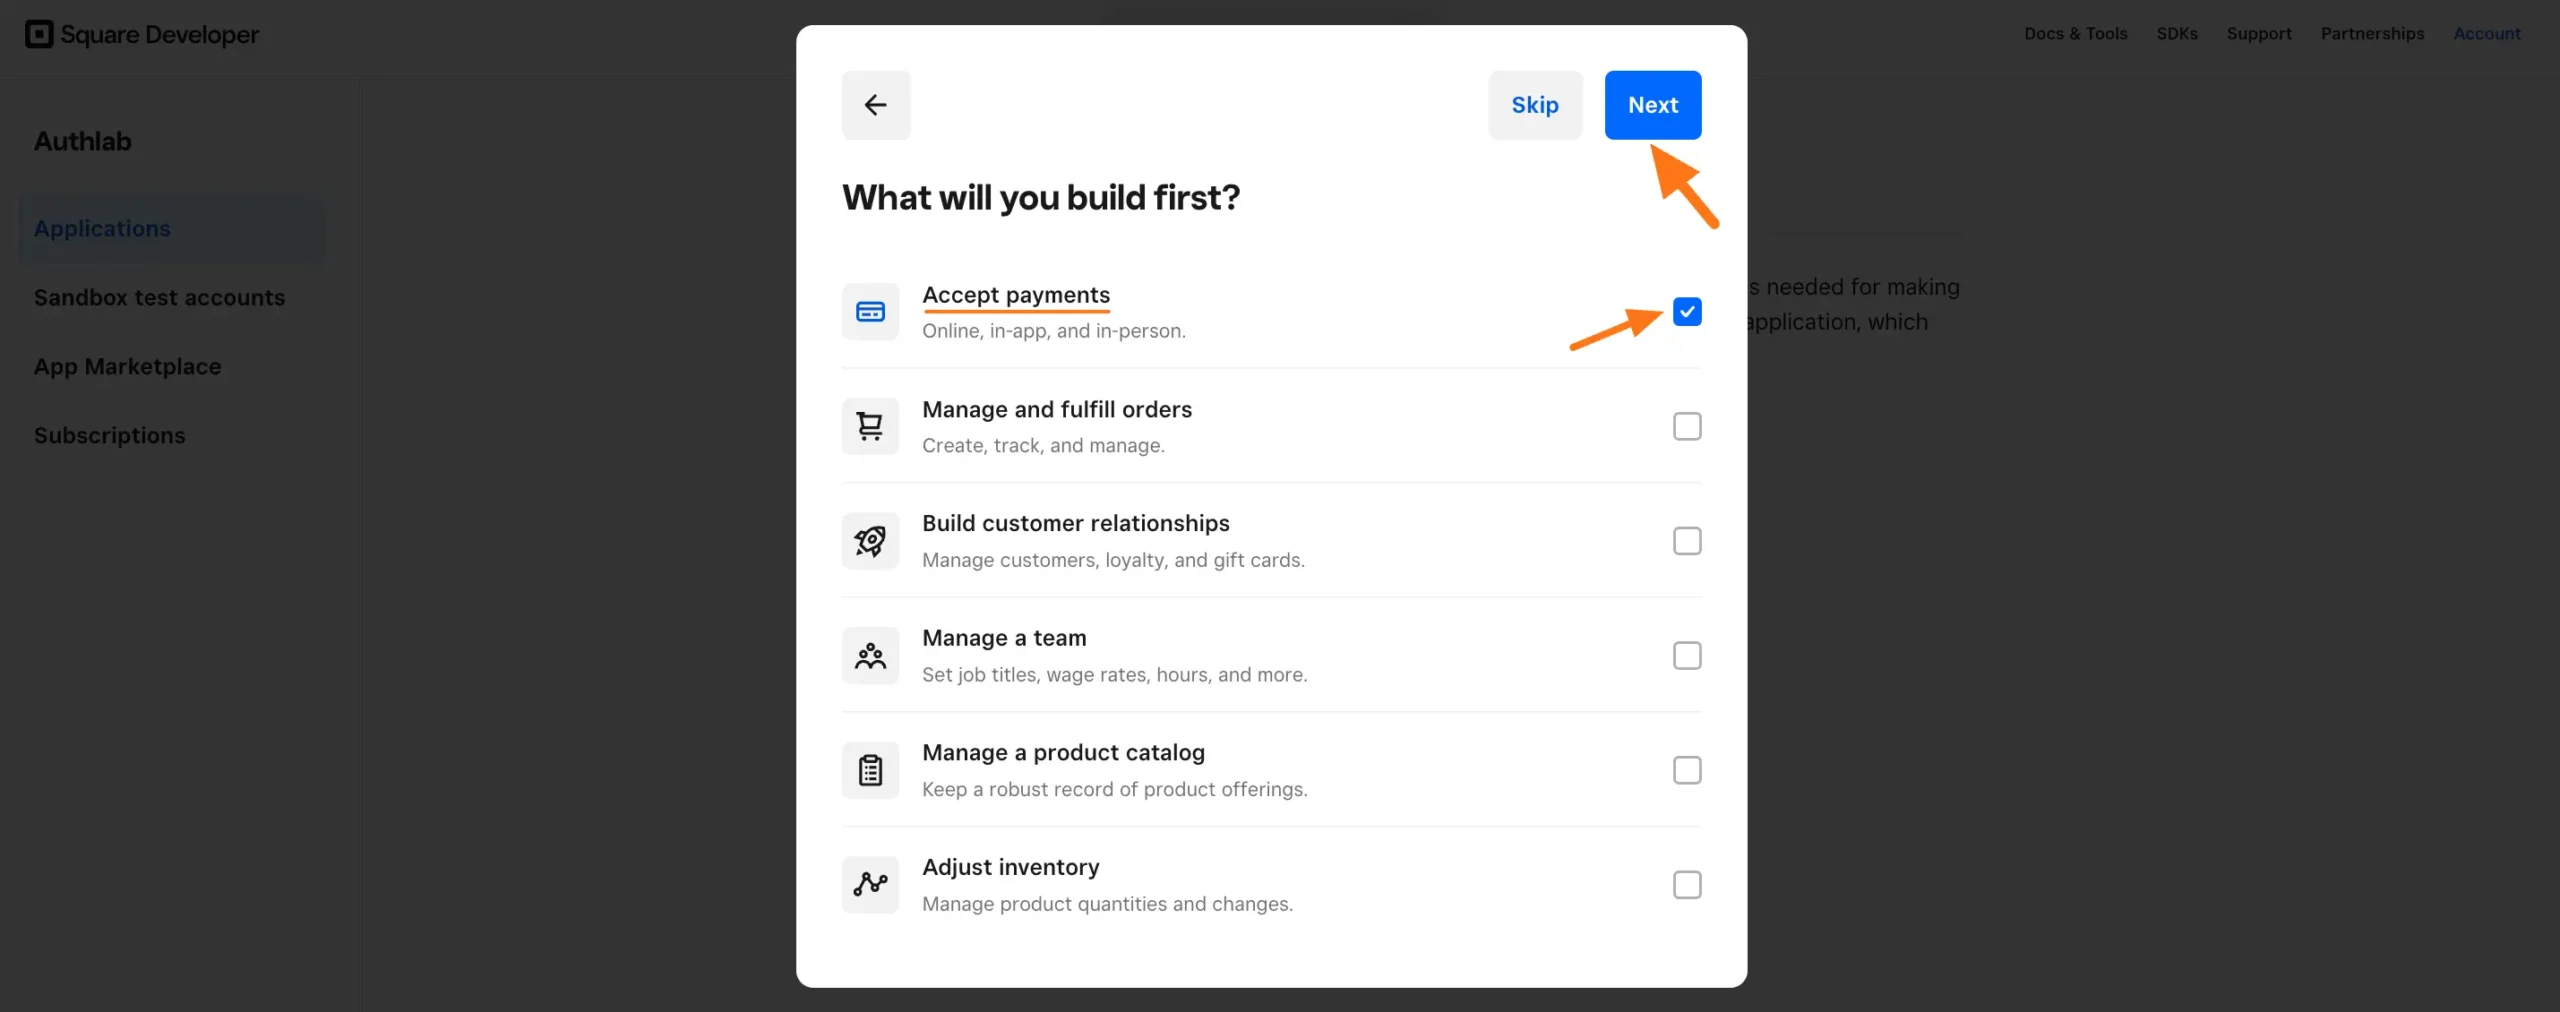 Square Developer
Docs & Tools
SDKs
Support
Partnerships
Account
Authlab
Applications
Sandbox test accounts
App Marketplace
Subscriptions
Skip
Next
What will you build first?
Accept payments
Online, in-app, and in-person.
Manage and fulfill orders
Create, track, and manage.
Build customer relationships
Manage customers, loyalty, and gift cards.
Manage a team
Set job titles, wage rates, hours, and more.
Manage a product catalog
Keep a robust record of product offerings.
Adjust inventory
Manage product quantities and changes.
s needed for making
application, which